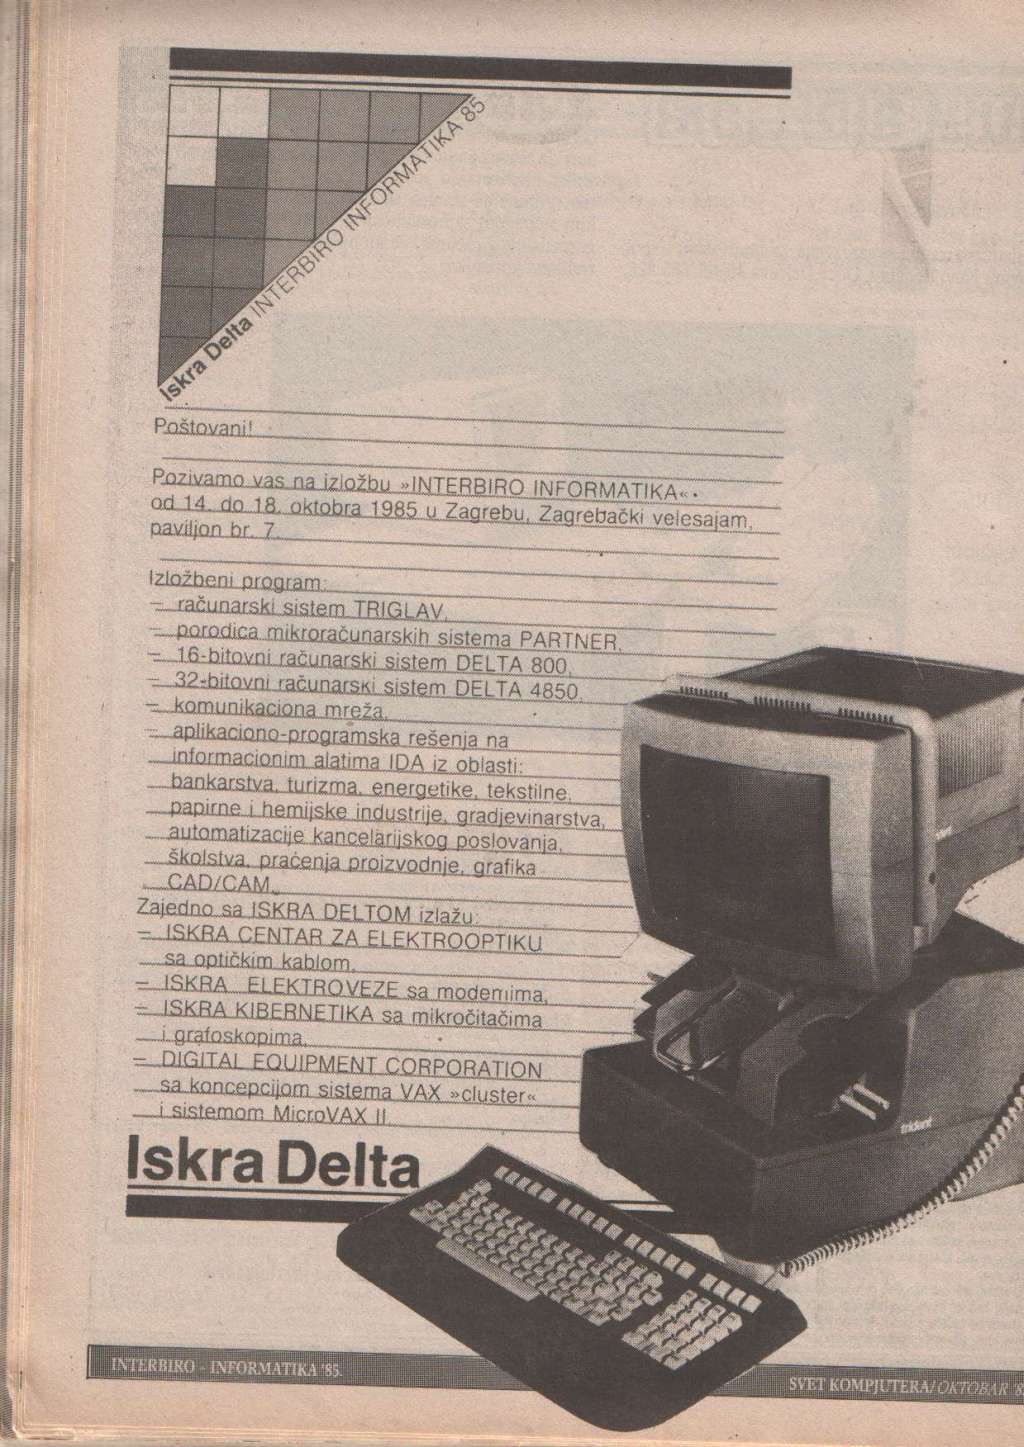 Iskra Delta INTERBIRO INFORMATIKA 85
Poštovani!
Pozivamo vas na izložbu »INTERBIRO INFORMATIKA«
od 14. do 18. oktobra 1985 u Zagrebu, Zagrebački velesajam,
paviljon br. 7.
Izložbeni program:
– računarski sistem TRIGLAV,
– porodica mikroračunarskih sistema PARTNER,
– 16-bitovni računarski sistem DELTA 800,
– 32-bitovni računarski sistem DELTA 4850,
– komunikaciona mreža,
– aplikaciono-programska rešenja na
informacionim alatima IDA iz oblasti:
bankarstva, turizma, energetike, tekstilne,
papirne i hemijske industrije, gradjevinarstva,
automatizacije kancelarijskog poslovanja,
školstva, praćenja proizvodnje, grafika
CAD/CAM.
Zajedno sa ISKRA DELTOM izlažu:
– ISKRA CENTAR ZA ELEKTROOPTIKU
sa optičkim kablom,
– ISKRA ELEKTROVEZE sa modemima,
– ISKRA KIBERNETIKA sa mikročitačima
i grafoskopima,
– DIGITAL EQUIPMENT CORPORATION
sa koncepcijom sistema VAX »cluster«
i sistemom MicroVAX II.
Iskra Delta
trident
INTERBIRO - INFORMATIKA '85.
SVET KOMPJUTERA/OKTOBAR '8